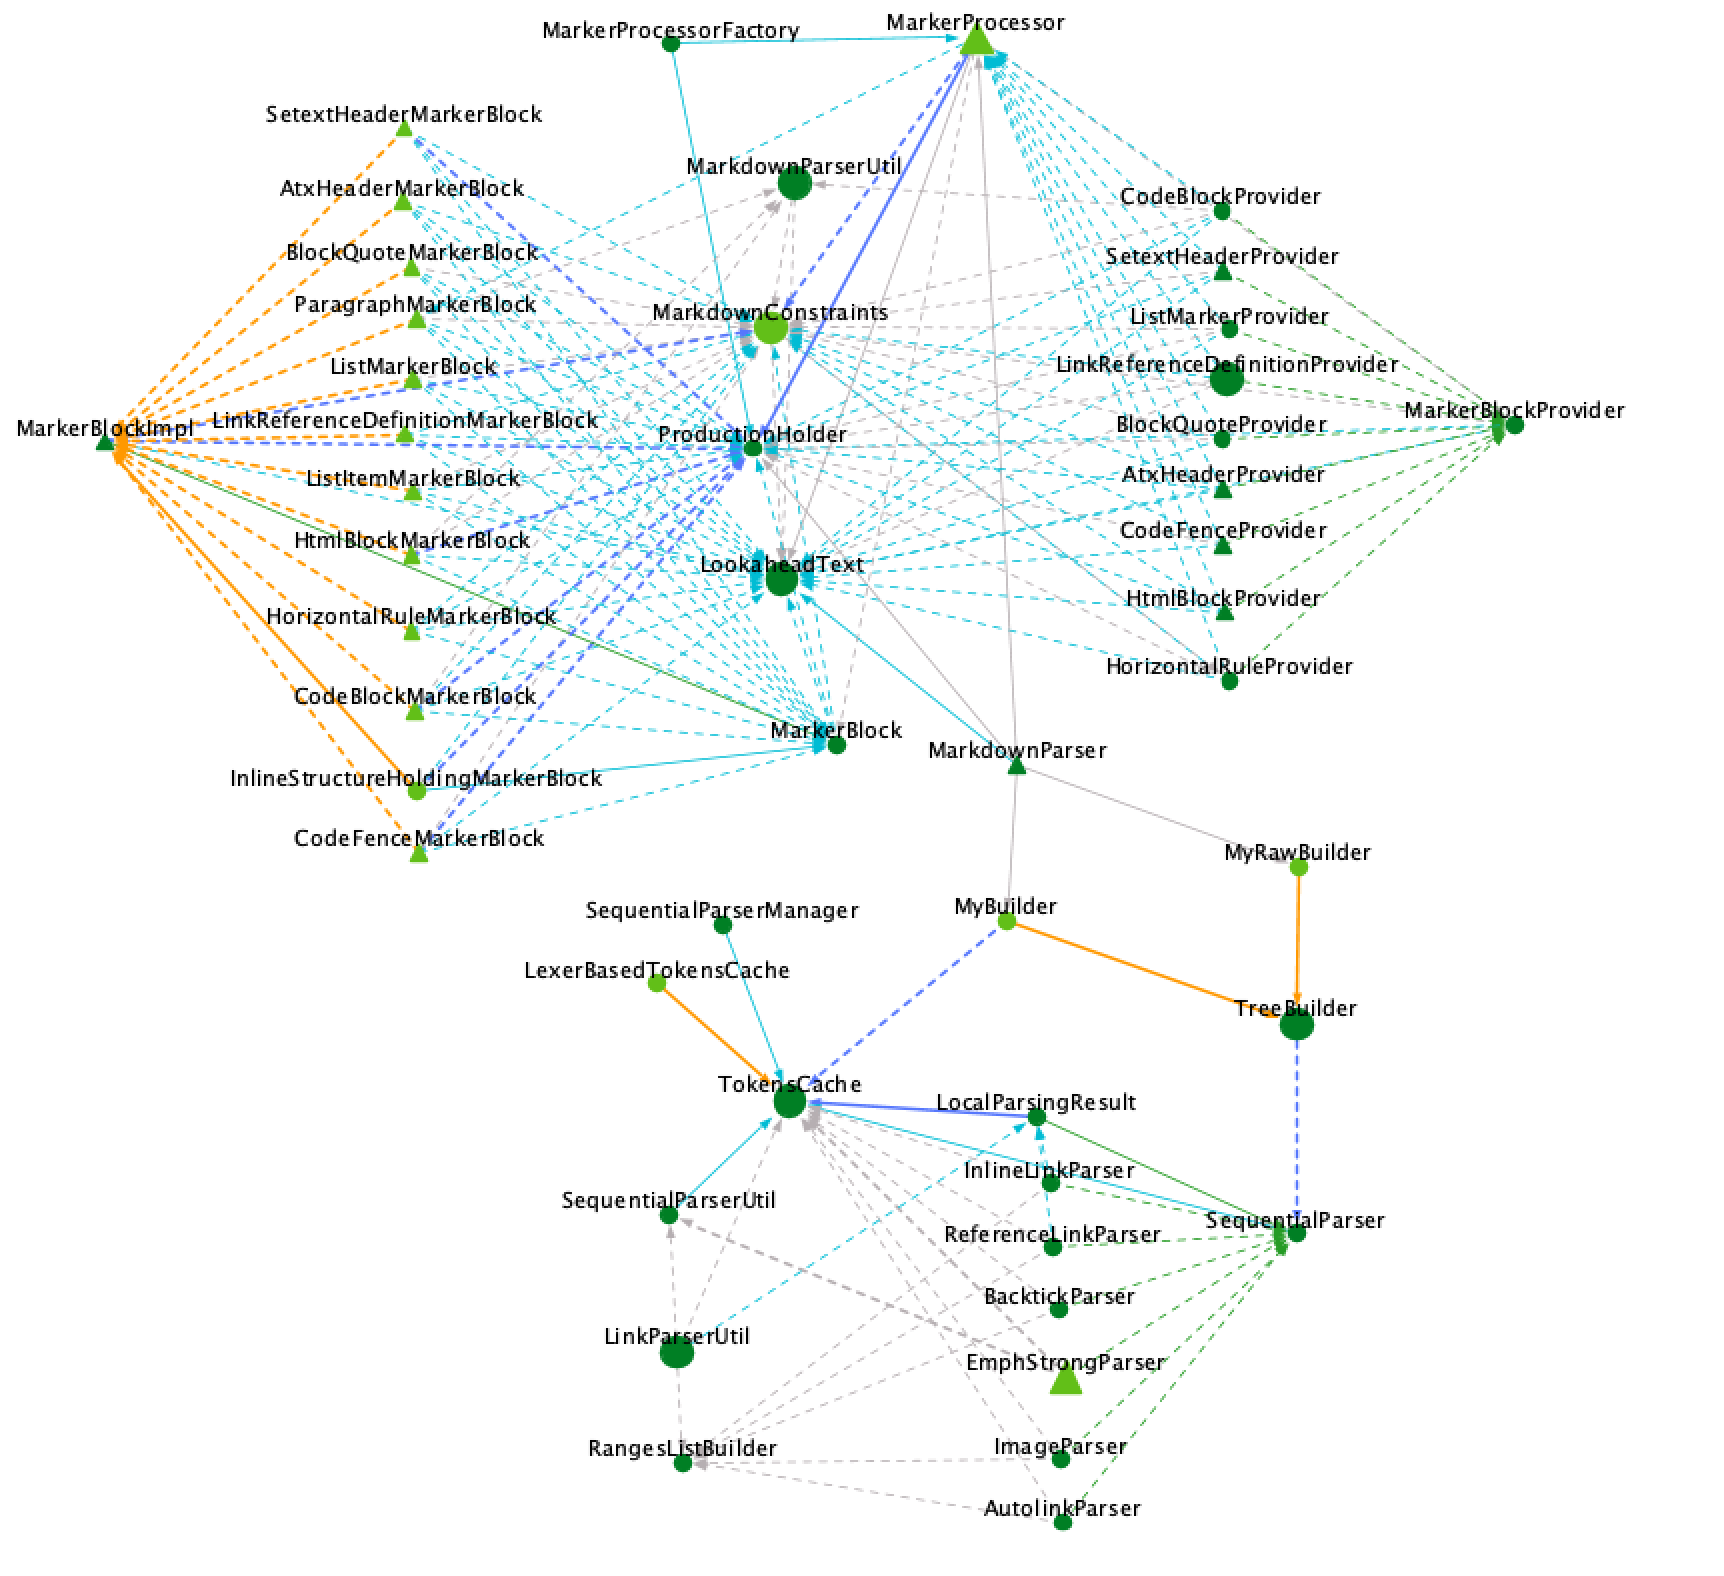 MarkerProcessor
MarkerProcessorFactory
SetextHeaderMarkerBlock
MarkdownParserUtil
AtxHeaderMarkerBlock
CodeBlockProvider
BlockQuoteMarkerBlock
SetextHeaderProvider
ParagraphMarkerBlock
MarkdownConstraints
ListMarkerProvider
ListMarkerBlock
LinkReferenceDefinitionProvider
MarkerBlockProvider
LinkReferenceDefinitionMarkerBlock
BlockQuoteProvider
MarkerBlockImpl
ProductionHolder
ListItemMarkerBlock
AtxHeaderProvider
HtmlBlockMarkerBlock
CodeFenceProvider
LookaheadText
HtmlBlockProvider
HorizontalRuleMarkerBlock
HorizontalRuleProvider
CodeBlockMarkerBlock
MarkerBlock
MarkdownParser
InlineStructureHoldingMarkerBlock
CodeFenceMarkerBlock
MyRawBuilder
SequentialParserManager
MyBuilder
LexerBasedTokensCache
TreeBuilder
TokensCache
LocalParsingResult
InlineLinkParser
SequentialParserUtil
SequentialParser
ReferenceLinkParser
BacktickParser
LinkParserUtil
EmphStrongParser
RangesListBuilder
ImageParser
AutolinkParser